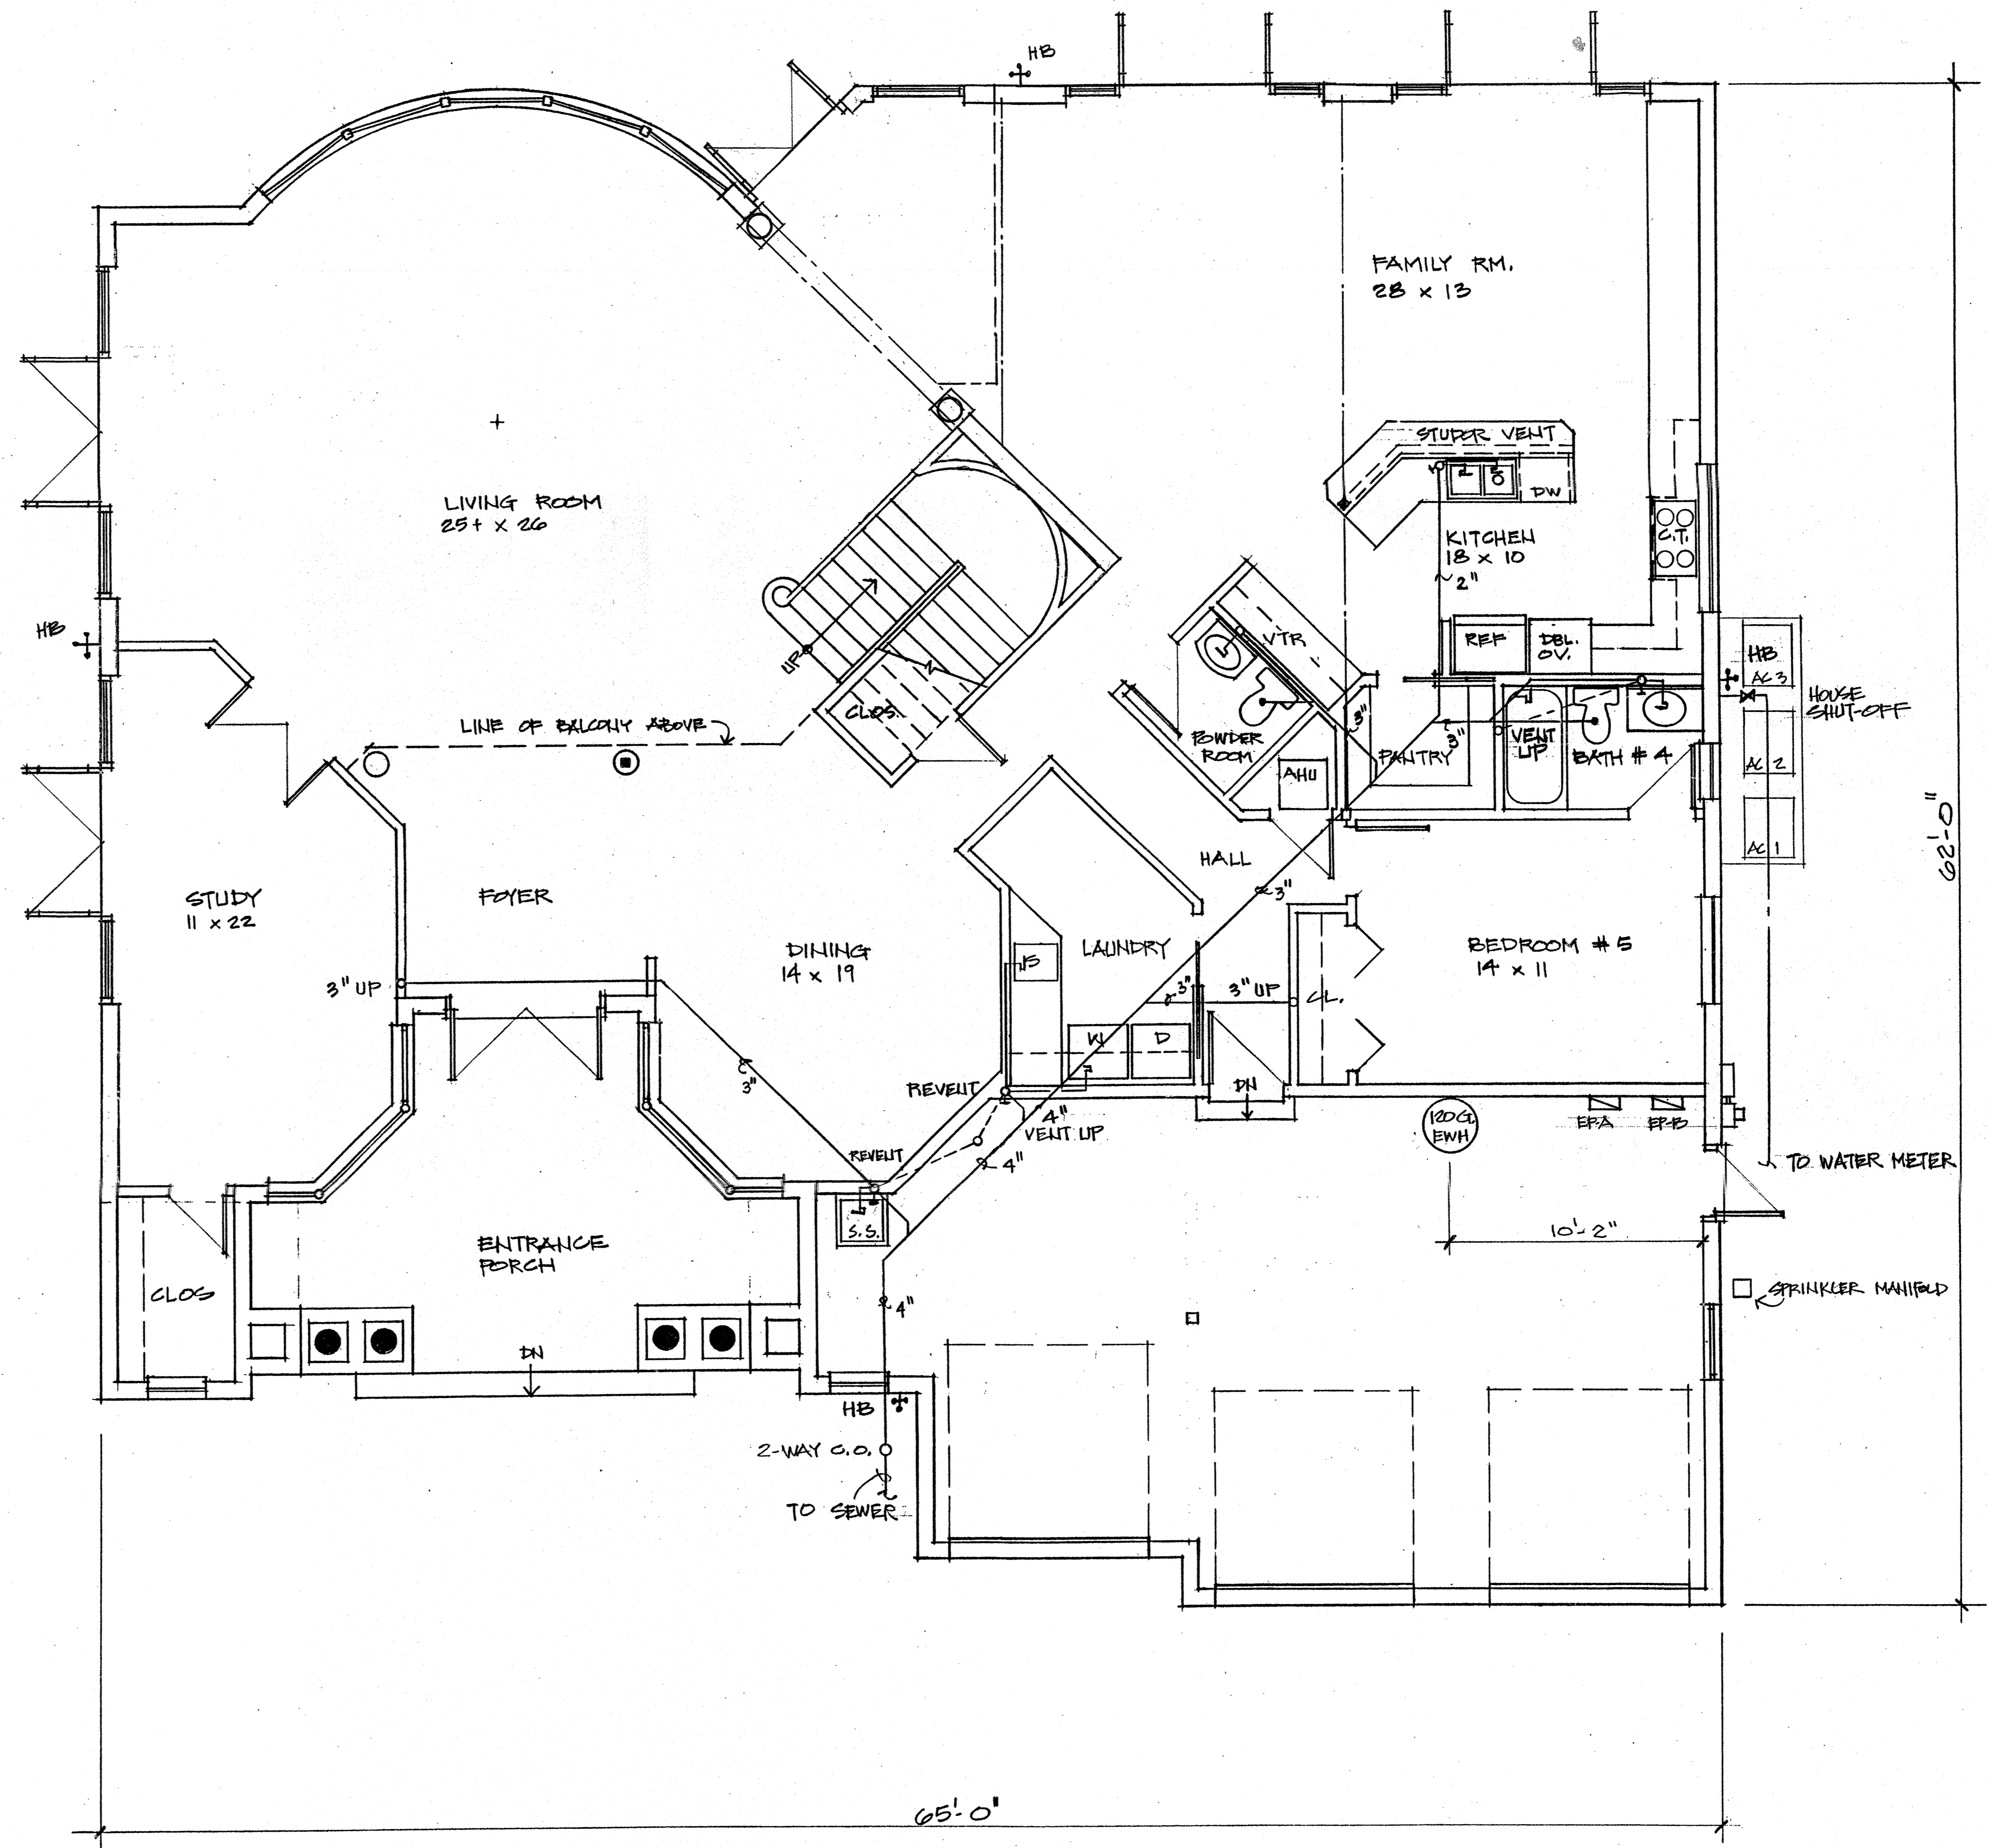 HB
FAMILY RM.
28 x 13
STUDOR VENT
DW
LIVING ROOM
25+ x 26
KITCHEN
18 x 10
2"
C.T.
HB
UP
VTR
REF
DBL.
OV.
HB
AC 3
HOUSE
SHUT-OFF
CLOS.
LINE OF BALCONY ABOVE
POWDER
ROOM
3"
3"
PANTRY
VENT
UP
BATH # 4
AC 2
AHU
AC 1
62'-0"
HALL
3"
STUDY
11 x 22
FOYER
DINING
14 x 19
LAUNDRY
BEDROOM # 5
14 x 11
3" UP
3"
3" UP
CL.
W
D
3"
REVENT
DN
4"
VENT UP
120G.
EWH
EP-A
EP-B
REVENT
4"
TO WATER METER
S.S.
10'-2"
ENTRANCE
PORCH
CLOS
4"
SPRINKLER MANIFOLD
DN
HB
2-WAY C.O.
TO SEWER
65'-0"